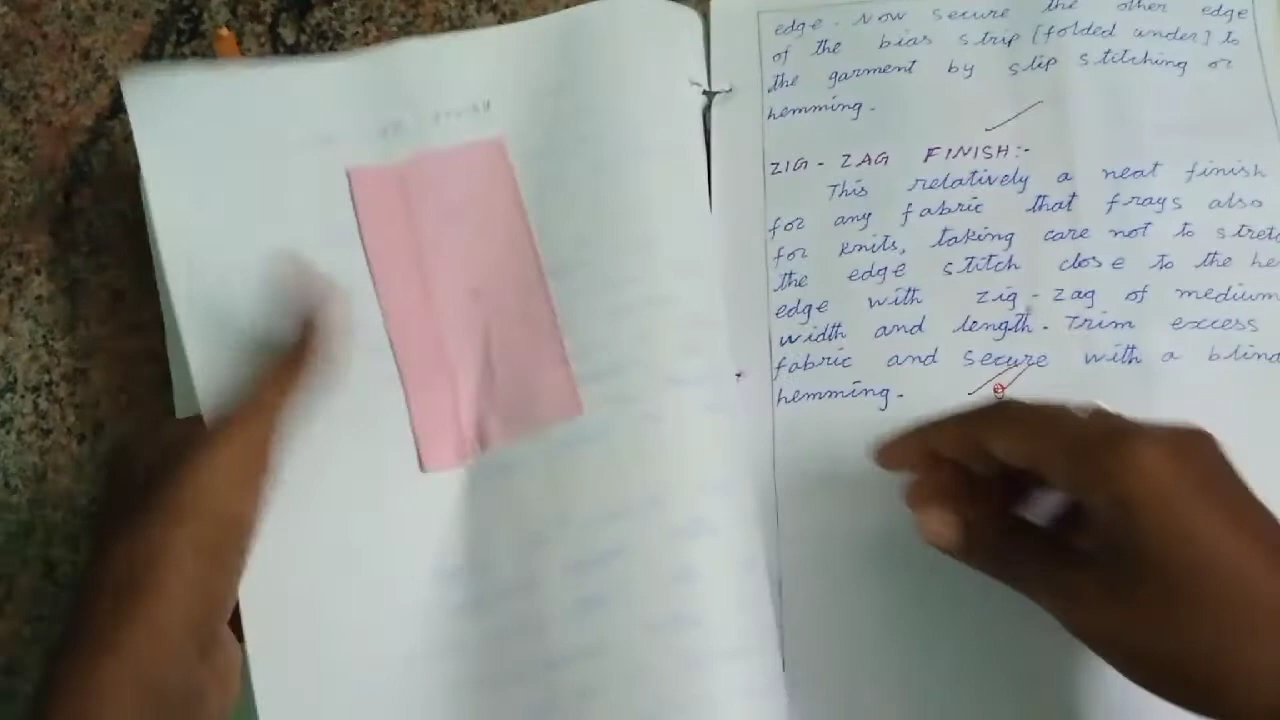 edge. Now secure the other edge
of the bias strip [folded under] to
the garment by slip stitching or
hemming.
ZIG-ZAG FINISH:-
This relatively a neat finish
for any fabric that frays also
for knits, taking care not to stretc
the edge stitch close to the he
edge with zig-zag of medium
width and length. Trim excess
fabric and secure with a blind
hemming.